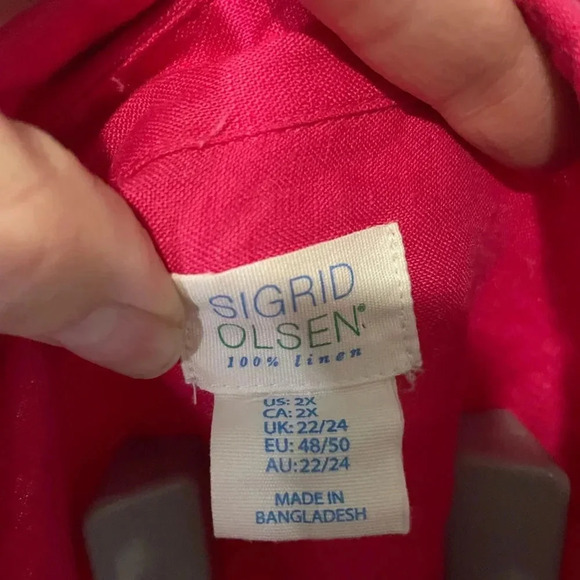 SIGRID
OLSEN®
100% linen
US: 2X
CA: 2X
UK: 22/24
EU: 48/50
AU: 22/24
MADE IN
BANGLADESH